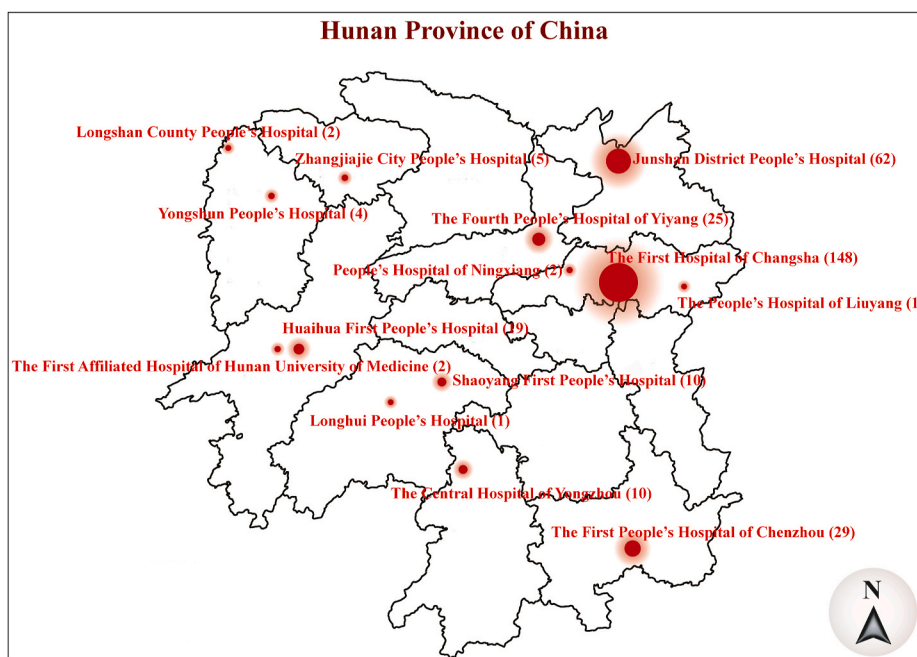 Hunan Province of China
Longshan County People's Hospital (2)
Zhangjiajie City People's Hospital (5)
Junshan District People's Hospital (62)
Yongshun People's Hospital (4)
The Fourth People's Hospital of Yiyang (25)
The First Hospital of Changsha (148)
People's Hospital of Ningxiang (2)
The People's Hospital of Liuyang (1
Huaihua First People's Hospital (19)
The First Affiliated Hospital of Hunan University of Medicine (2)
Shaoyang First People's Hospital (10)
Longhui People's Hospital (1)
The Central Hospital of Yongzhou (10)
The First People's Hospital of Chenzhou (29)
N